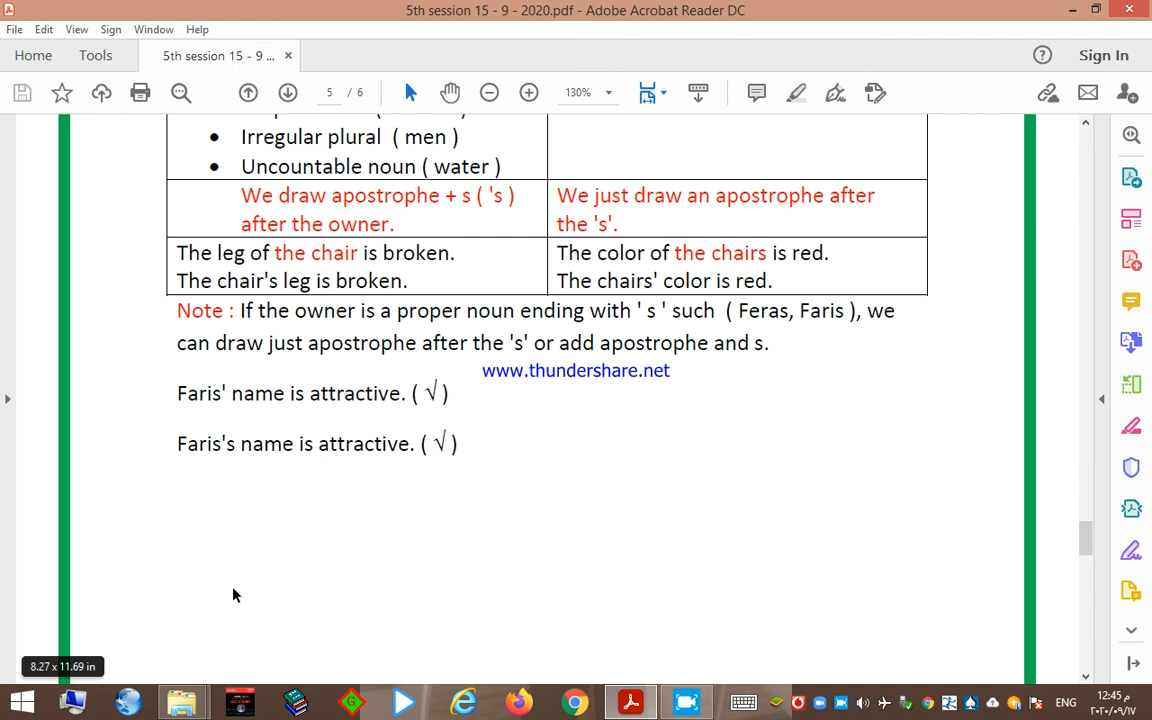 5th session 15 - 9 - 2020.pdf - Adobe Acrobat Reader DC
File Edit View Sign Window Help
Home Tools 5th session 15 - 9 ... × Sign In
5 / 6 130%
• Irregular plural ( men )
• Uncountable noun ( water )
We draw apostrophe + s ( 's ) after the owner.
We just draw an apostrophe after the 's'.
The leg of the chair is broken.
The chair's leg is broken.
The color of the chairs is red.
The chairs' color is red.
Note : If the owner is a proper noun ending with ' s ' such ( Feras, Faris ), we
can draw just apostrophe after the 's' or add apostrophe and s.
www.thundershare.net
Faris' name is attractive. ( √ )
Faris's name is attractive. ( √ )
8.27 x 11.69 in
ENG
12:45 م
٢٠٢٠/٠٩/١٧